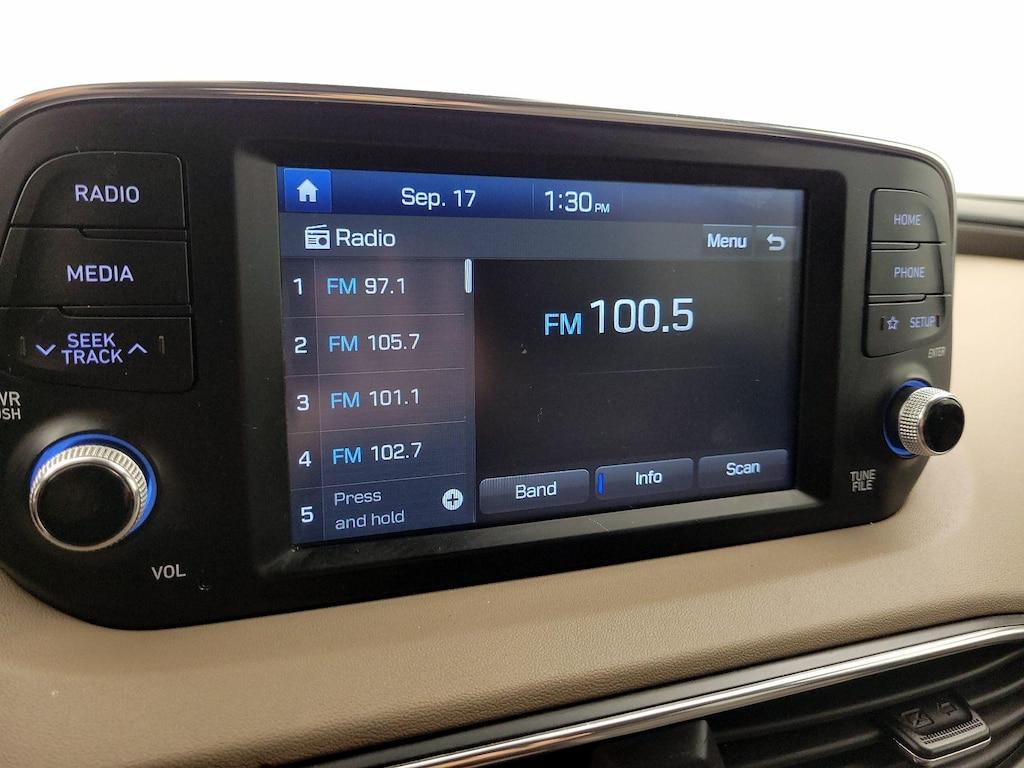 RADIO
MEDIA
SEEK
TRACK
VOL
Sep. 17 1:30 PM
Radio
Menu
1 FM 97.1
2 FM 105.7
3 FM 101.1
4 FM 102.7
5 Press
and hold
FM 100.5
Band Info Scan
HOME
PHONE
SETUP
ENTER
TUNE
FILE